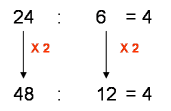 24 : 6 = 4
X 2 X 2
48 : 12 = 4